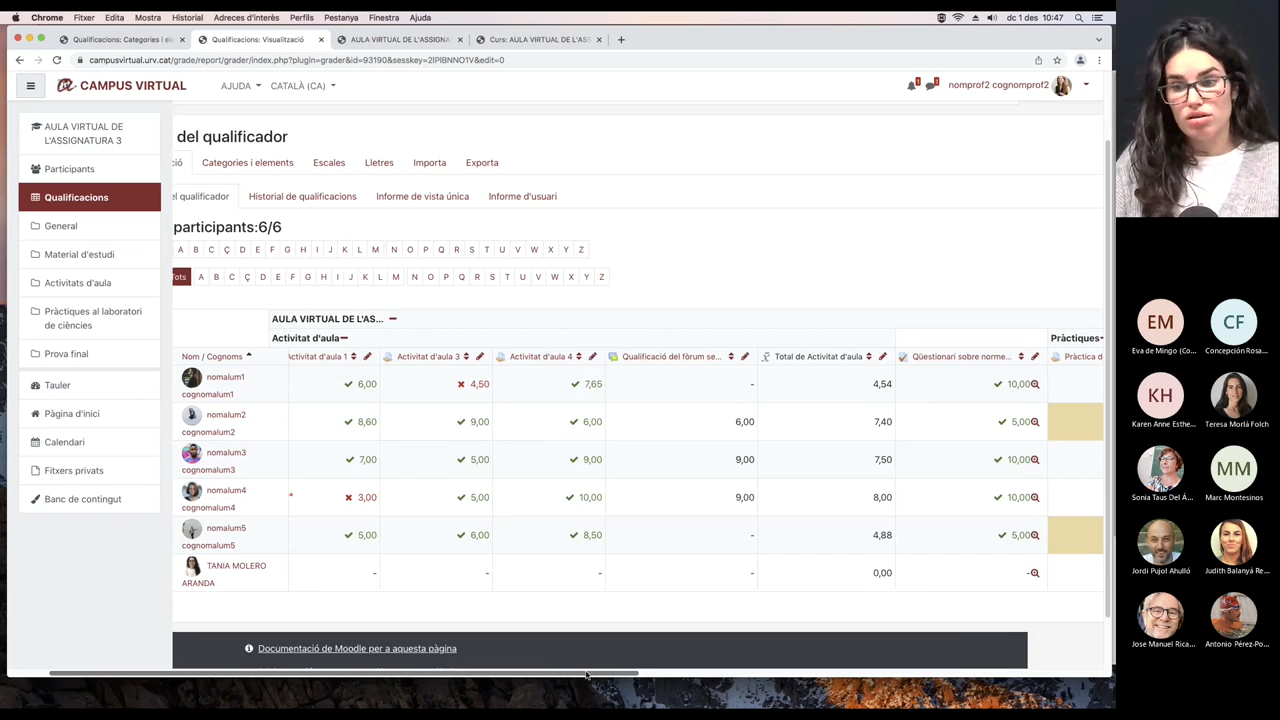 Chrome Fitxer Edita Mostra Historial Adreces d'interès Perfils Pestanya Finestra Ajuda dc 1 des 10:47
Qualificacions: Categories i ele Qualificacions: Visualització AULA VIRTUAL DE L'ASSIGNA Curs: AULA VIRTUAL DE L'ASS
campusvirtual.urv.cat/grade/report/grader/index.php?plugin=grader&id=93190&sesskey=2IPIBNNO1V&edit=0
CAMPUS VIRTUAL AJUDA CATALÀ (CA) 1 1 nomprof2 cognomprof2
AULA VIRTUAL DE L'ASSIGNATURA 3
Participants
Qualificacions
General
Material d'estudi
Activitats d'aula
Pràctiques al laboratori de ciències
Prova final
Tauler
Pàgina d'inici
Calendari
Fitxers privats
Banc de contingut
del qualificador
ció Categories i elements Escales Lletres Importa Exporta
el qualificador Historial de qualificacions Informe de vista única Informe d'usuari
participants:6/6
A B C Ç D E F G H I J K L M N O P Q R S T U V W X Y Z
Tots A B C Ç D E F G H I J K L M N O P Q R S T U V W X Y Z
AULA VIRTUAL DE L'AS...
Activitat d'aula Pràctiques
Nom / Cognoms Activitat d'aula 1 Activitat d'aula 3 Activitat d'aula 4 Qualificació del fòrum se... Total de Activitat d'aula Qüestionari sobre norme... Pràctica d
nomalum1 cognomalum1 6,00 4,50 7,65 - 4,54 10,00
nomalum2 cognomalum2 8,60 9,00 6,00 6,00 7,40 5,00
nomalum3 cognomalum3 7,00 5,00 9,00 9,00 7,50 10,00
nomalum4 cognomalum4 3,00 5,00 10,00 9,00 8,00 10,00
nomalum5 cognomalum5 5,00 6,00 8,50 - 4,88 5,00
TANIA MOLERO ARANDA - - - - 0,00 -
Documentació de Moodle per a aquesta pàgina
EM CF
Eva de Mingo (Co... Concepción Rosa...
KH
Karen Anne Esthe... Teresa Morlà Folch
MM
Sonia Taus Del Á... Marc Montesinos
Jordi Pujol Ahulló Judith Balanyà Re...
Jose Manuel Rica... Antonio Pérez-Po...